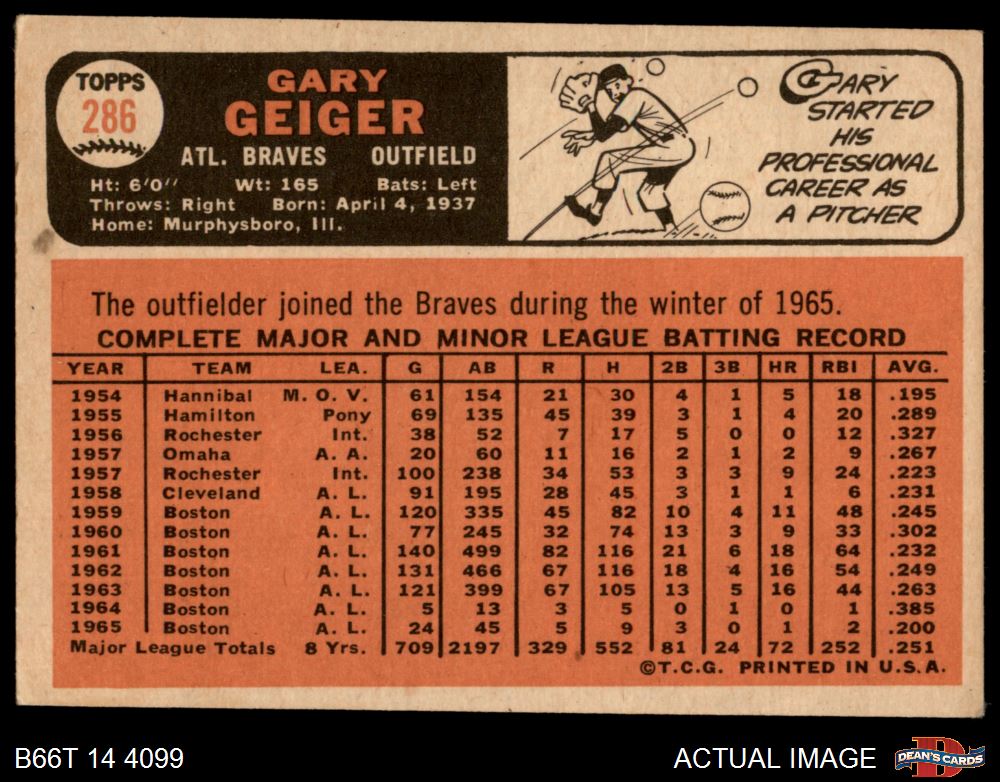 TOPPS
286
GARY
GEIGER
ATL. BRAVES OUTFIELD
Ht: 6'0'' Wt: 165 Bats: Left
Throws: Right Born: April 4, 1937
Home: Murphysboro, Ill.
GARY
STARTED
HIS
PROFESSIONAL
CAREER AS
A PITCHER
The outfielder joined the Braves during the winter of 1965.
COMPLETE MAJOR AND MINOR LEAGUE BATTING RECORD
YEAR TEAM LEA. G AB R H 2B 3B HR RBI AVG.
1954 Hannibal M. O. V. 61 154 21 30 4 1 5 18 .195
1955 Hamilton Pony 69 135 45 39 3 1 4 20 .289
1956 Rochester Int. 38 52 7 17 5 0 0 12 .327
1957 Omaha A. A. 20 60 11 16 2 1 2 9 .267
1957 Rochester Int. 100 238 34 53 3 3 9 24 .223
1958 Cleveland A. L. 91 195 28 45 3 1 1 6 .231
1959 Boston A. L. 120 335 45 82 10 4 11 48 .245
1960 Boston A. L. 77 245 32 74 13 3 9 33 .302
1961 Boston A. L. 140 499 82 116 21 6 18 64 .232
1962 Boston A. L. 131 466 67 116 18 4 16 54 .249
1963 Boston A. L. 121 399 67 105 13 5 16 44 .263
1964 Boston A. L. 5 13 3 5 0 1 0 1 .385
1965 Boston A. L. 24 45 5 9 3 0 1 2 .200
Major League Totals 8 Yrs. 709 2197 329 552 81 24 72 252 .251
©T.C.G. PRINTED IN U.S.A.
B66T 14 4099 ACTUAL IMAGE
D
DEAN'S CARDS